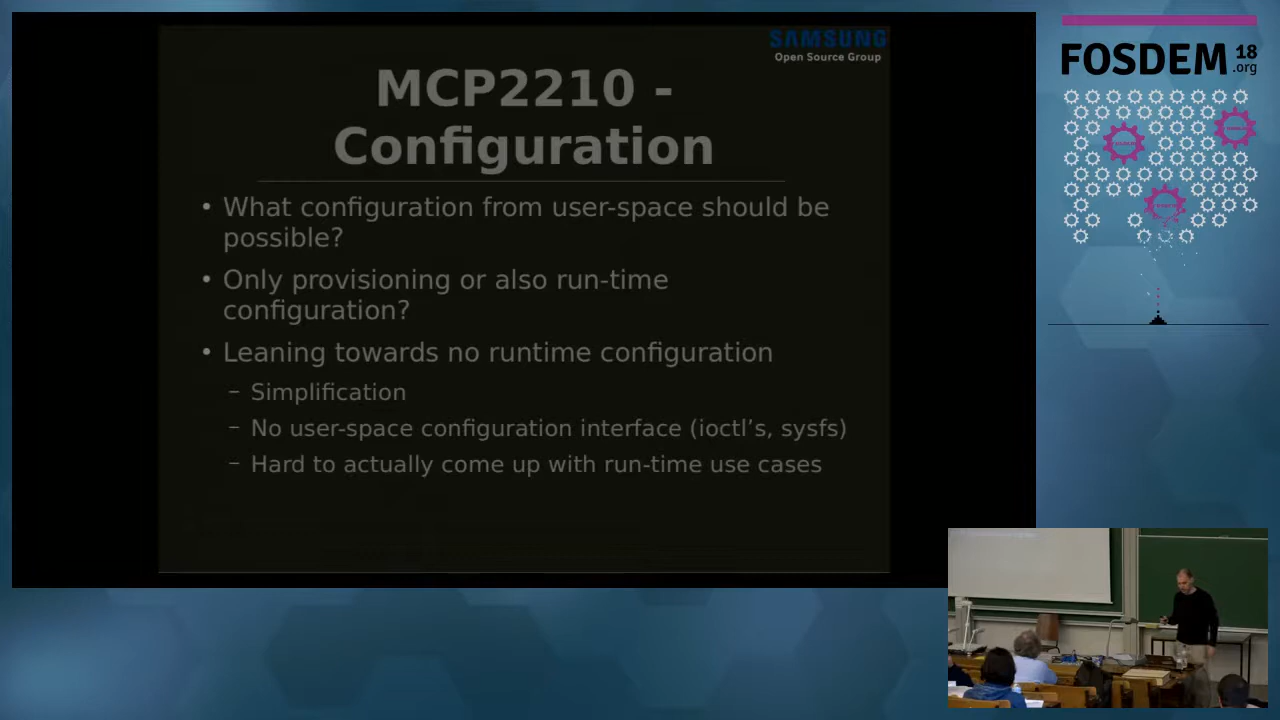 SAMSUNG
Open Source Group
MCP2210 -
Configuration
• What configuration from user-space should be
possible?
• Only provisioning or also run-time
configuration?
• Leaning towards no runtime configuration
– Simplification
– No user-space configuration interface (ioctl’s, sysfs)
– Hard to actually come up with run-time use cases
FOSDEM 18
.org